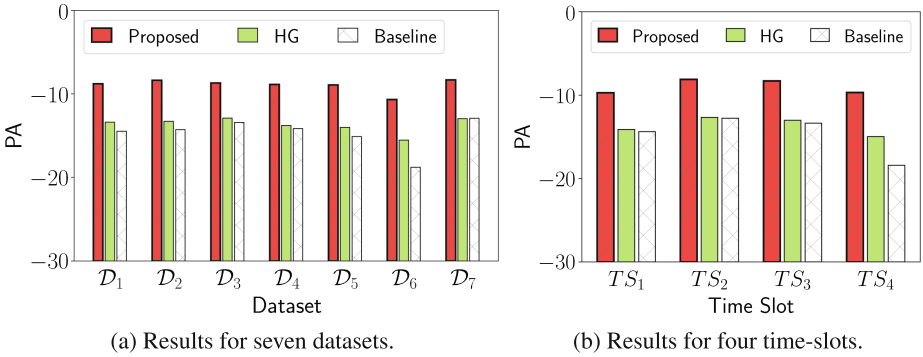 0
−10
−20
−30
PA
Proposed HG Baseline
𝒟₁ 𝒟₂ 𝒟₃ 𝒟₄ 𝒟₅ 𝒟₆ 𝒟₇
Dataset
(a) Results for seven datasets.
0
−10
−20
−30
PA
Proposed HG Baseline
TS₁ TS₂ TS₃ TS₄
Time Slot
(b) Results for four time-slots.